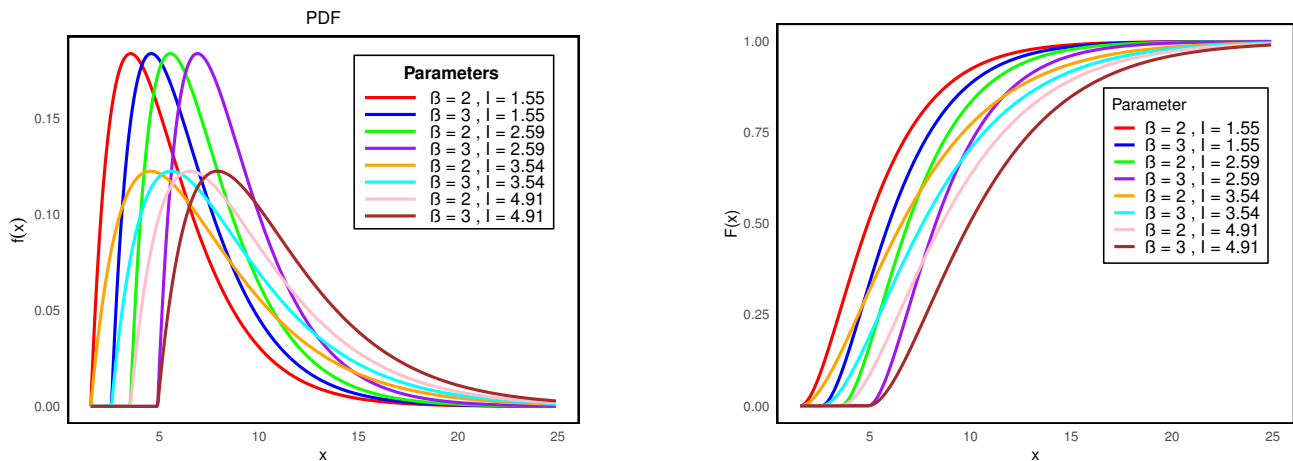 PDF
f(x)
0.15
0.10
0.05
0.00
Parameters
ß = 2 , l = 1.55
ß = 3 , l = 1.55
ß = 2 , l = 2.59
ß = 3 , l = 2.59
ß = 2 , l = 3.54
ß = 3 , l = 3.54
ß = 2 , l = 4.91
ß = 3 , l = 4.91
5 10 15 20 25
x
F(x)
1.00
0.75
0.50
0.25
0.00
Parameter
ß = 2 , l = 1.55
ß = 3 , l = 1.55
ß = 2 , l = 2.59
ß = 3 , l = 2.59
ß = 2 , l = 3.54
ß = 3 , l = 3.54
ß = 2 , l = 4.91
ß = 3 , l = 4.91
5 10 15 20 25
x